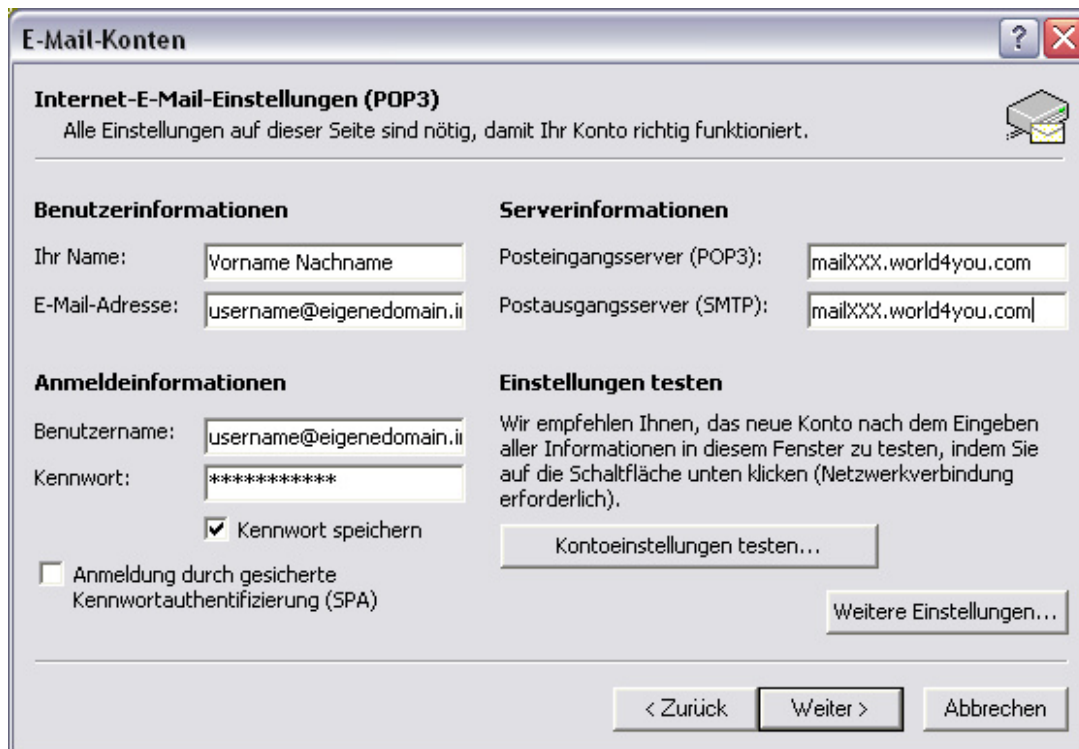 E-Mail-Konten
Internet-E-Mail-Einstellungen (POP3)
Alle Einstellungen auf dieser Seite sind nötig, damit Ihr Konto richtig funktioniert.
Benutzerinformationen
Ihr Name: Vorname Nachname
E-Mail-Adresse: username@eigenedomain.ii
Serverinformationen
Posteingangsserver (POP3): mailXXX.world4you.com
Postausgangsserver (SMTP): mailXXX.world4you.com
Anmeldeinformationen
Benutzername: username@eigenedomain.ii
Kennwort: ***********
Kennwort speichern
Anmeldung durch gesicherte
Kennwortauthentifizierung (SPA)
Einstellungen testen
Wir empfehlen Ihnen, das neue Konto nach dem Eingeben
aller Informationen in diesem Fenster zu testen, indem Sie
auf die Schaltfläche unten klicken (Netzwerkverbindung
erforderlich).
Kontoeinstellungen testen...
Weitere Einstellungen...
< Zurück Weiter > Abbrechen